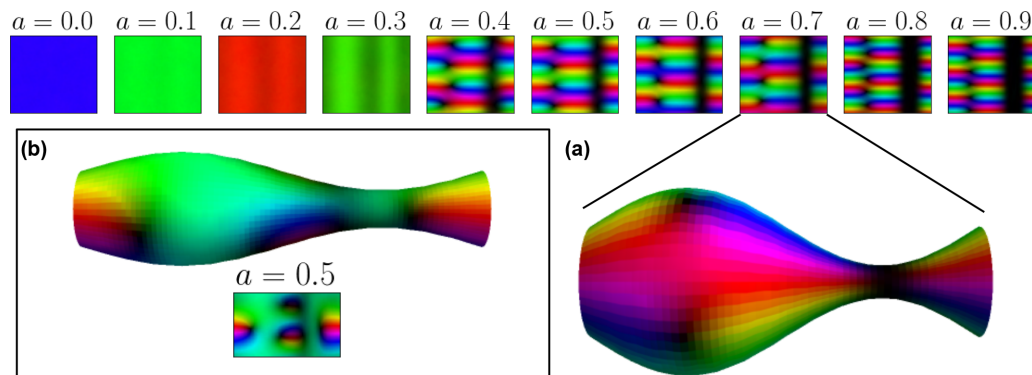 a = 0.0 a = 0.1 a = 0.2 a = 0.3 a = 0.4 a = 0.5 a = 0.6 a = 0.7 a = 0.8 a = 0.9
(b)
(a)
a = 0.5